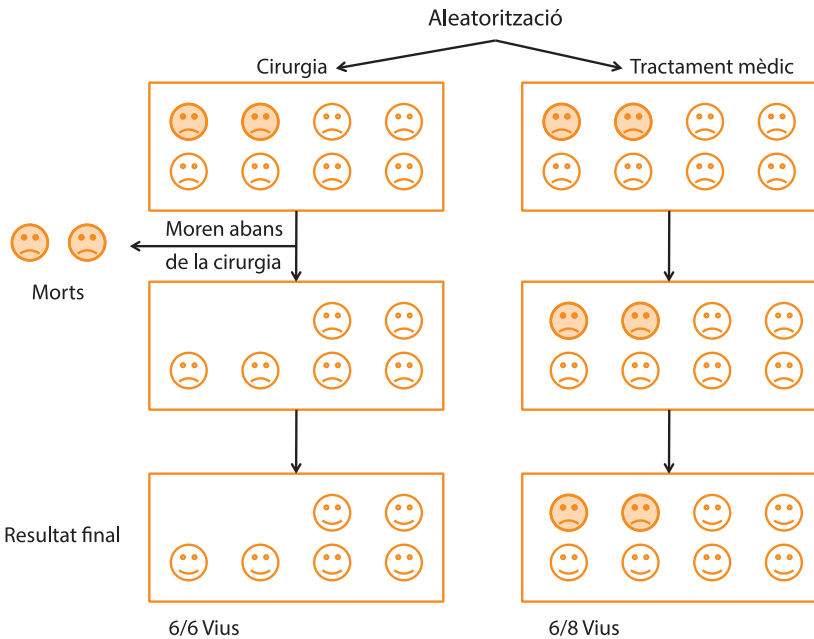 Aleatorització
Cirurgia
Tractament mèdic
Moren abans
de la cirurgia
Morts
Resultat final
6/6 Vius
6/8 Vius